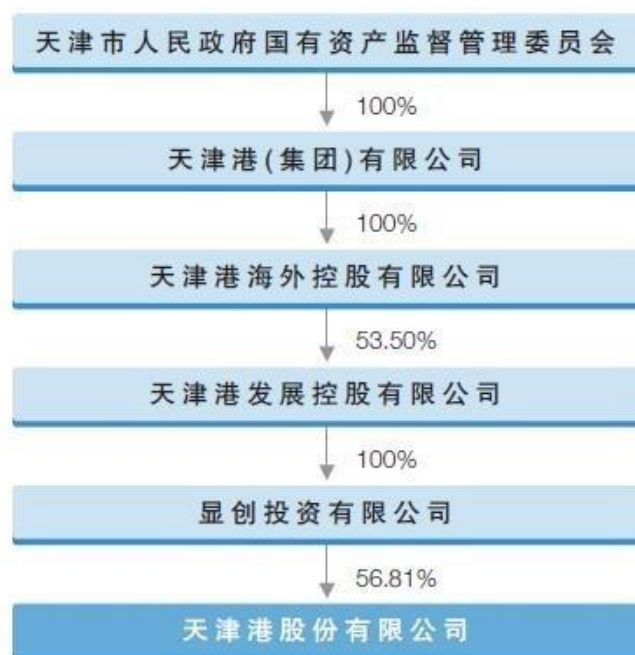 天津市人民政府国有资产监督管理委员会
100%
天津港(集团)有限公司
100%
天津港海外控股有限公司
53.50%
天津港发展控股有限公司
100%
显创投资有限公司
56.81%
天津港股份有限公司